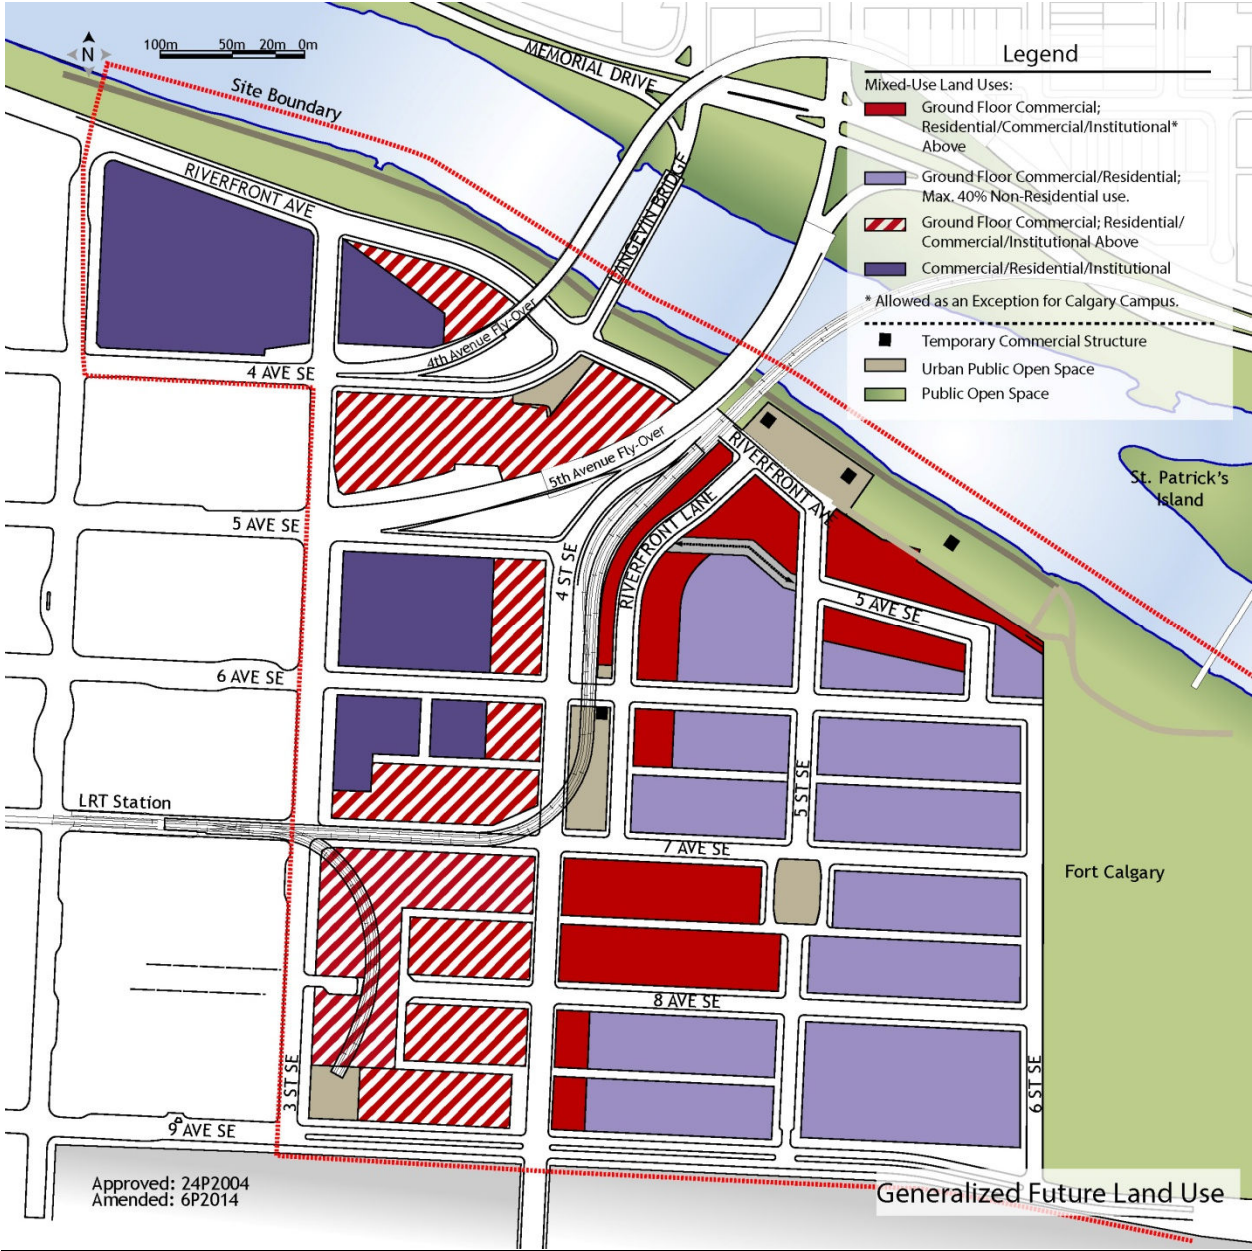 N
100m 50m 20m 0m
MEMORIAL DRIVE
Site Boundary
LANGEVIN BRIDGE
RIVERFRONT AVE
4th Avenue Fly-Over
4 AVE SE
5th Avenue Fly-Over
RIVERFRONT AVE
St. Patrick's
Island
5 AVE SE
4 ST SE
RIVERFRONT LANE
5 AVE SE
6 AVE SE
LRT Station
5 ST SE
7 AVE SE
Fort Calgary
8 AVE SE
3 ST SE
6 ST SE
9 AVE SE
Approved: 24P2004
Amended: 6P2014
Generalized Future Land Use
Legend
Mixed-Use Land Uses:
Ground Floor Commercial;
Residential/Commercial/Institutional*
Above
Ground Floor Commercial/Residential;
Max. 40% Non-Residential use.
Ground Floor Commercial; Residential/
Commercial/Institutional Above
Commercial/Residential/Institutional
* Allowed as an Exception for Calgary Campus.
Temporary Commercial Structure
Urban Public Open Space
Public Open Space